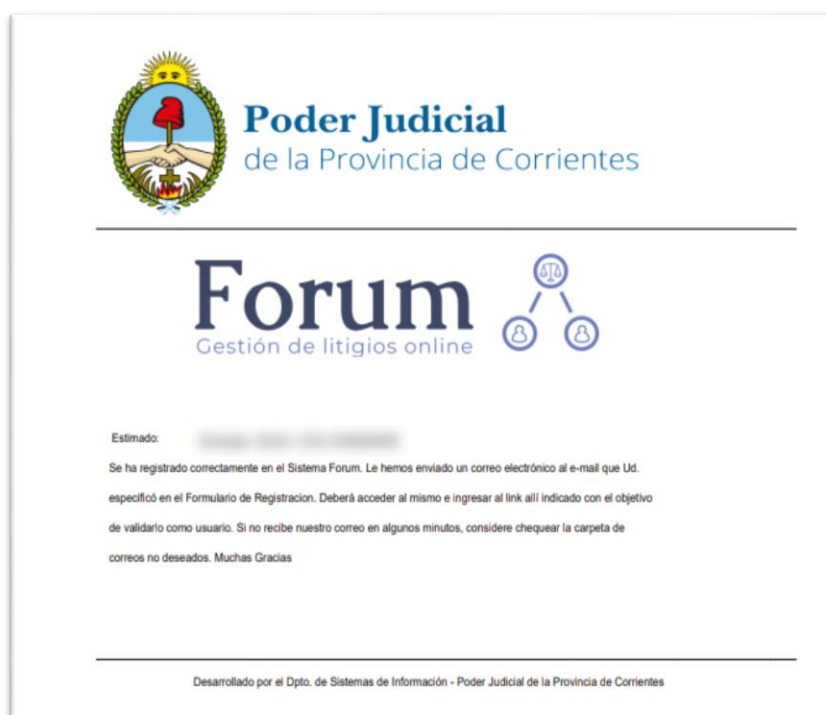 Poder Judicial
de la Provincia de Corrientes
Forum
Gestión de litigios online
Estimado:
Se ha registrado correctamente en el Sistema Forum. Le hemos enviado un correo electrónico al e-mail que Ud.
especificó en el Formulario de Registracion. Deberá acceder al mismo e ingresar al link allí indicado con el objetivo
de validarlo como usuario. Si no recibe nuestro correo en algunos minutos, considere chequear la carpeta de
correos no deseados. Muchas Gracias
Desarrollado por el Dpto. de Sistemas de Información - Poder Judicial de la Provincia de Corrientes